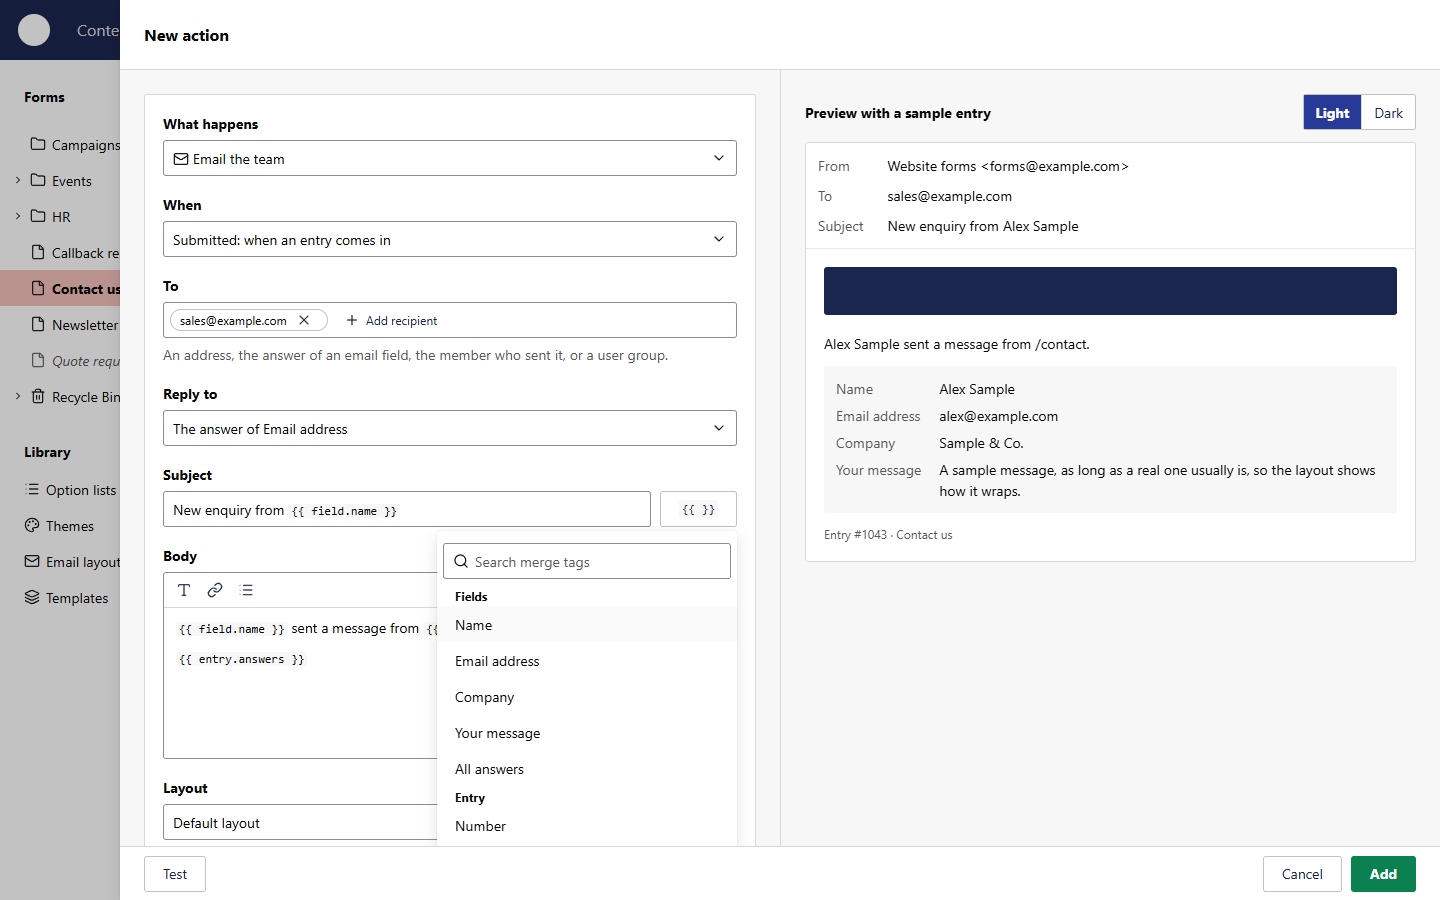 Conte
New action
Forms
Campaigns
Events
HR
Callback re
Contact us
Newsletter
Quote requ
Recycle Bin
Library
Option lists
Themes
Email layout
Templates
What happens
Email the team
When
Submitted: when an entry comes in
To
sales@example.com
Add recipient
An address, the answer of an email field, the member who sent it, or a user group.
Reply to
The answer of Email address
Subject
New enquiry from {{ field.name }}
{{ }}
Body
{{ field.name }} sent a message from {{
{{ entry.answers }}
Layout
Default layout
Search merge tags
Fields
Name
Email address
Company
Your message
All answers
Entry
Number
Preview with a sample entry
Light
Dark
From Website forms <forms@example.com>
To sales@example.com
Subject New enquiry from Alex Sample
Alex Sample sent a message from /contact.
Name Alex Sample
Email address alex@example.com
Company Sample & Co.
Your message A sample message, as long as a real one usually is, so the layout shows
how it wraps.
Entry #1043 · Contact us
Test
Cancel
Add